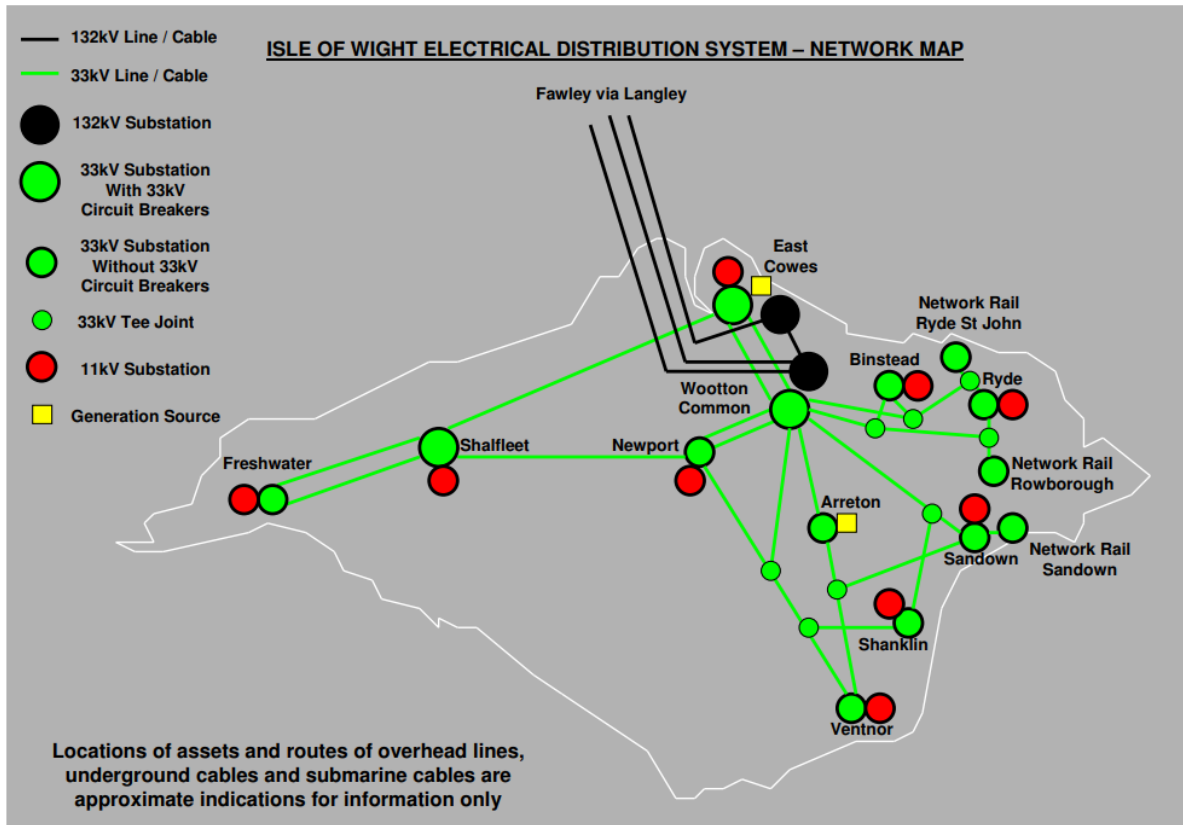 132kV Line / Cable
ISLE OF WIGHT ELECTRICAL DISTRIBUTION SYSTEM – NETWORK MAP
33kV Line / Cable
Fawley via Langley
132kV Substation
33kV Substation
With 33kV
Circuit Breakers
33kV Substation
Without 33kV
Circuit Breakers
33kV Tee Joint
11kV Substation
Generation Source
East
Cowes
Network Rail
Ryde St John
Binstead
Ryde
Wootton
Common
Shalfleet
Newport
Freshwater
Network Rail
Rowborough
Arreton
Sandown
Network Rail
Sandown
Shanklin
Ventnor
Locations of assets and routes of overhead lines,
underground cables and submarine cables are
approximate indications for information only